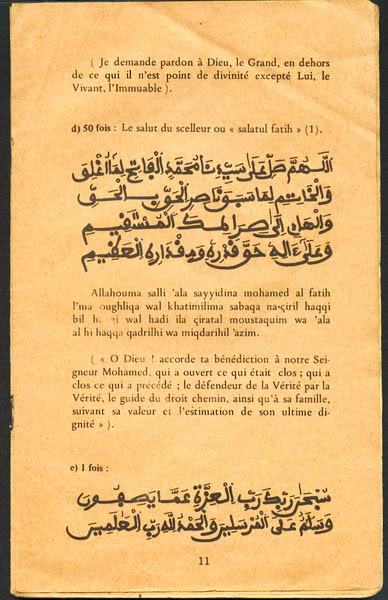 ( Je demande pardon à Dieu, le Grand, en dehors
de ce qui il n'est point de divinité excepté Lui, le
Vivant, l'Immuable ).
d) 50 fois : Le salut du scelleur ou « salatul fatih » (1).
اللهم صل على سيدنا محمد الفاتح لما أغلق
والخاتم لما سبق ناصر الحق بالحق
والهادي إلى صراطك المستقيم
وعلى ءاله حق قدره ومقداره العظيم
Allahouma salli 'ala sayyidina mohamed al fatih
l'ma oughliqa wal khatimilina sabaqa na-çiril haqqi
bil haqqi wal hadi ila çiratal moustaquim wa 'ala
al hi haqqa qadrilhi wa miqdarihil 'azim.
( « O Dieu ! accorde ta bénédiction à notre Sei-
gneur Mohamed, qui a ouvert ce qui était clos ; qui a
clos ce qui a précédé ; le défendeur de la Vérité par la
Vérité, le guide du droit chemin, ainsi qu'à sa famille,
suivant sa valeur et l'estimation de son ultime di-
gnité » ).
e) 1 fois :
سبحن ربك رب العزة عما يصفون
وسلم على المرسلين والحمد لله رب العلمين
11